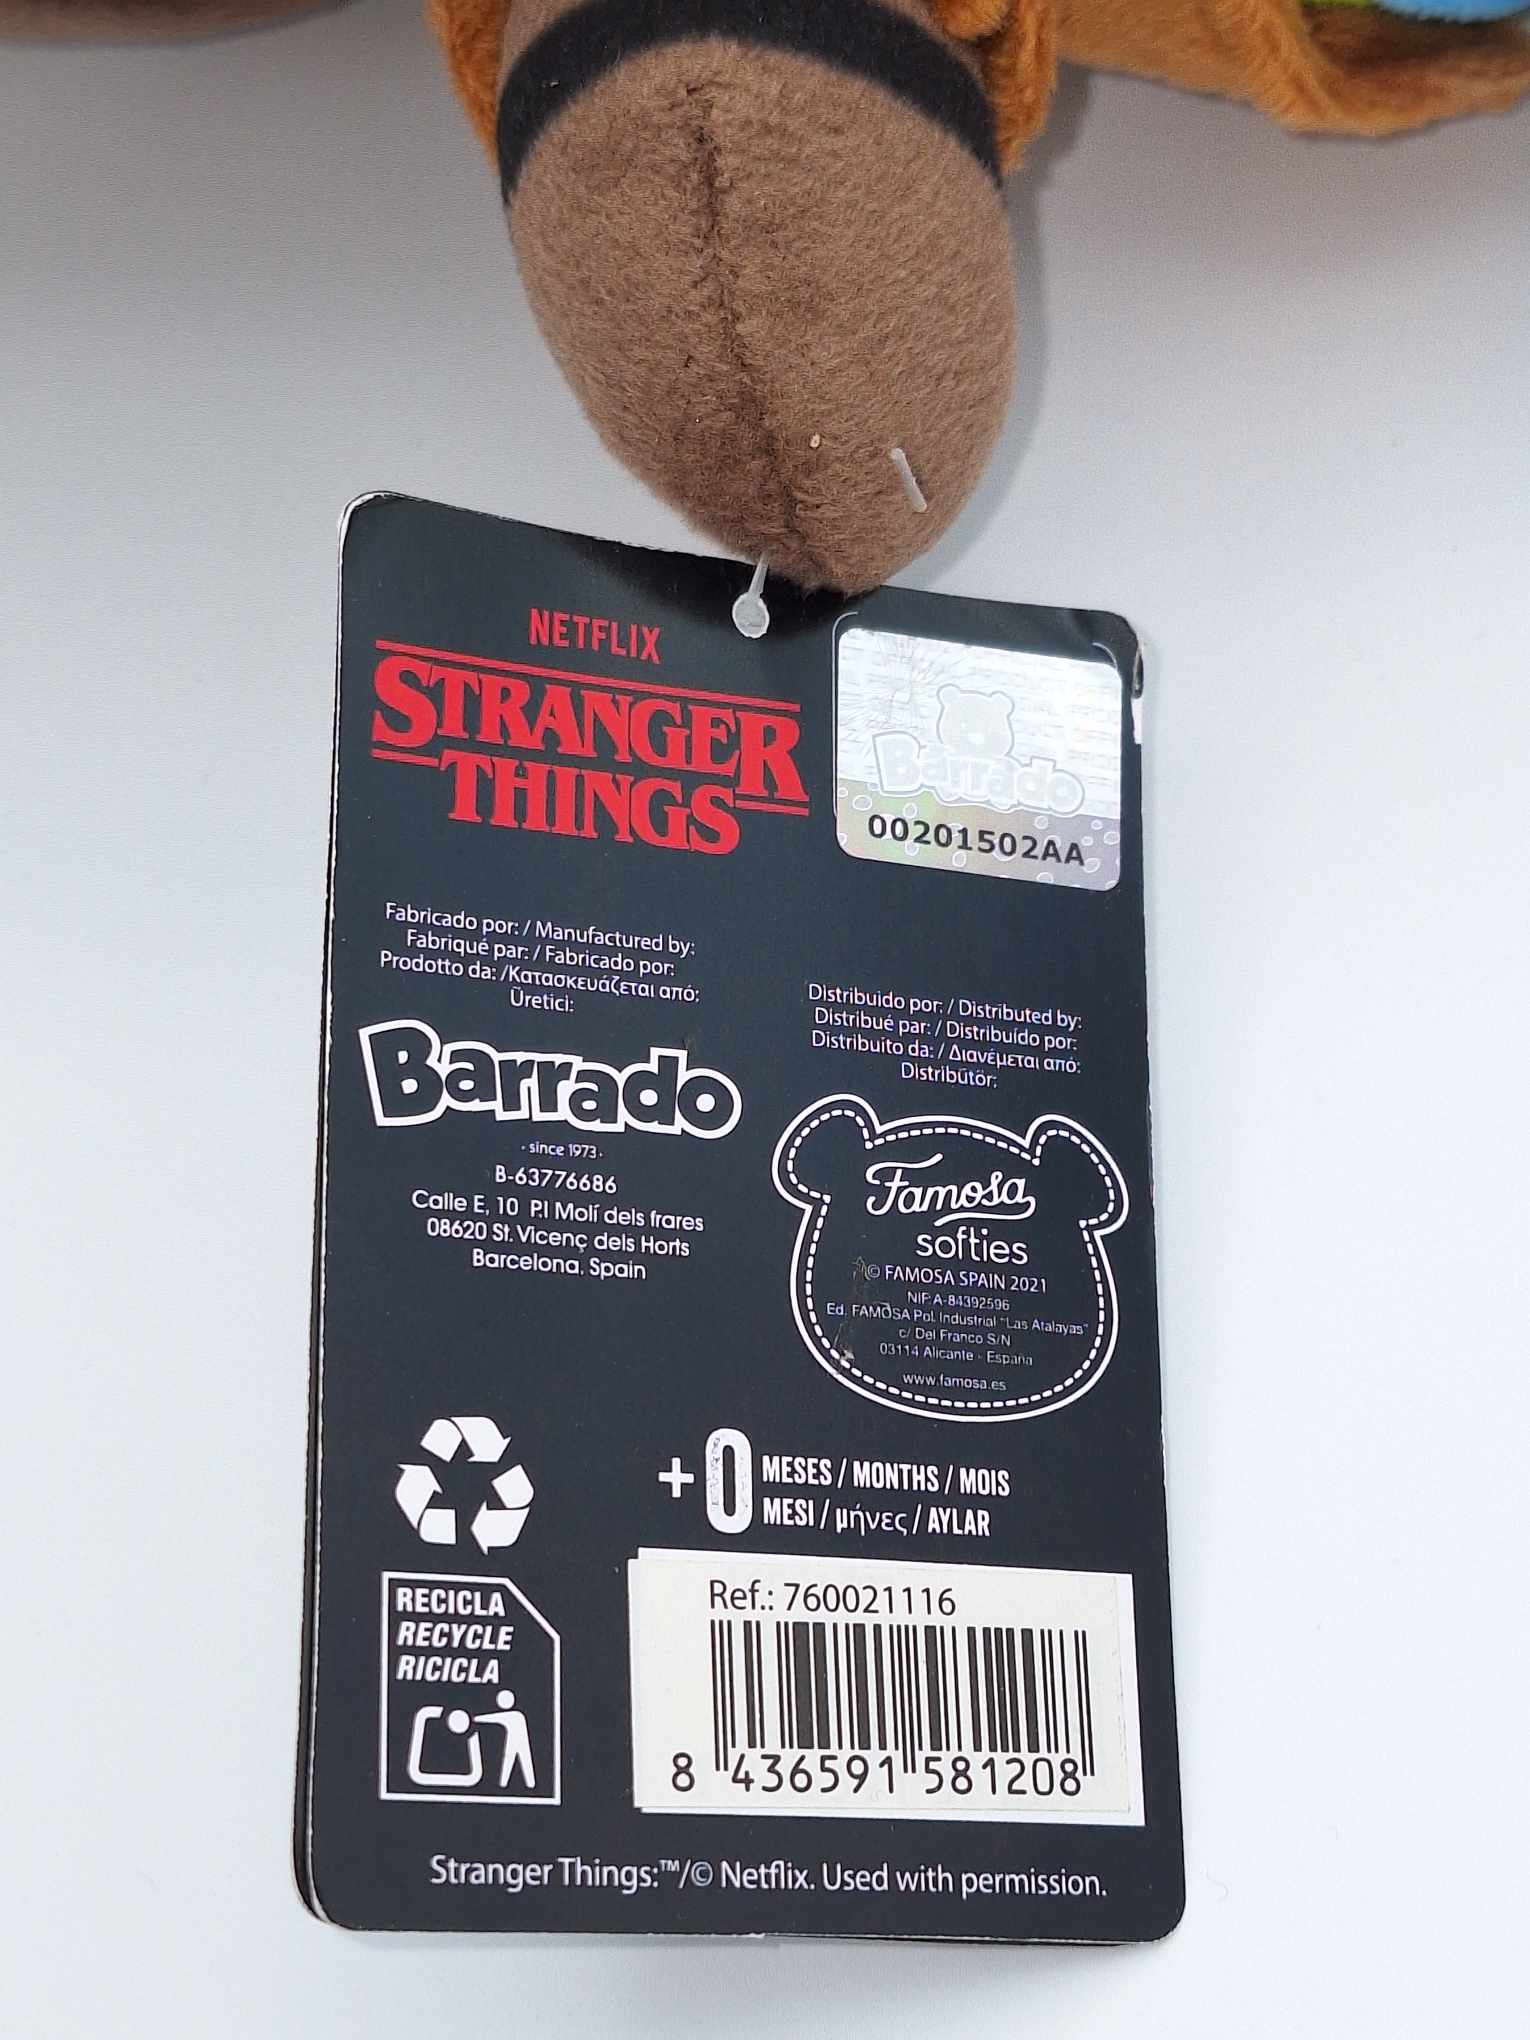 NETFLIX
STRANGER
THINGS
Barrado
00201502AA
Fabricado por: / Manufactured by:
Fabriqué par: / Fabricado por:
Prodotto da: /Κατασκευάζεται από:
Üretici:
Barrado
· since 1973 ·
B-63776686
Calle E, 10 P.I Molí dels frares
08620 St. Vicenç dels Horts
Barcelona. Spain
Distribuido por: / Distributed by:
Distribué par: / Distribuído por:
Distribuito da: / Διανέμεται από:
Distribütör:
Famosa
softies
© FAMOSA SPAIN 2021
NIF: A-84392596
Ed. FAMOSA Pol. Industrial "Las Atalayas"
c/ Del Franco S/N
03114 Alicante - España
www.famosa.es
+0 MESES / MONTHS / MOIS
MESI / μήνες / AYLAR
RECICLA
RECYCLE
RICICLA
Ref.: 760021116
8 436591 581208
Stranger Things:™/© Netflix. Used with permission.